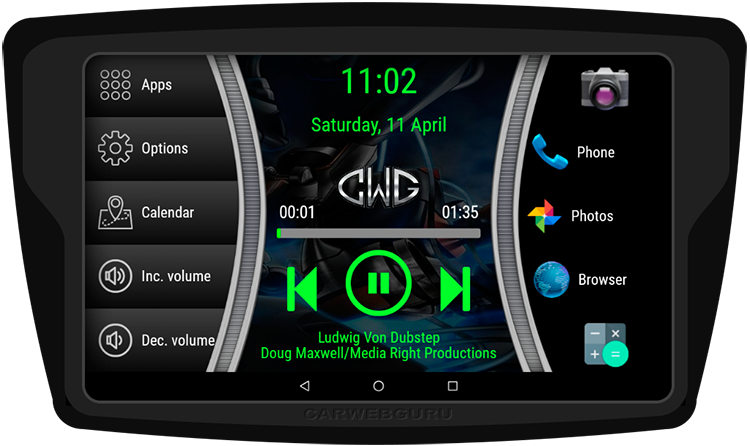 Apps
Options
Calendar
Inc. volume
Dec. volume
11:02
Saturday, 11 April
CWG
00:01
01:35
Ludwig Von Dubstep
Doug Maxwell/Media Right Productions
Phone
Photos
Browser
CARWEBGURU